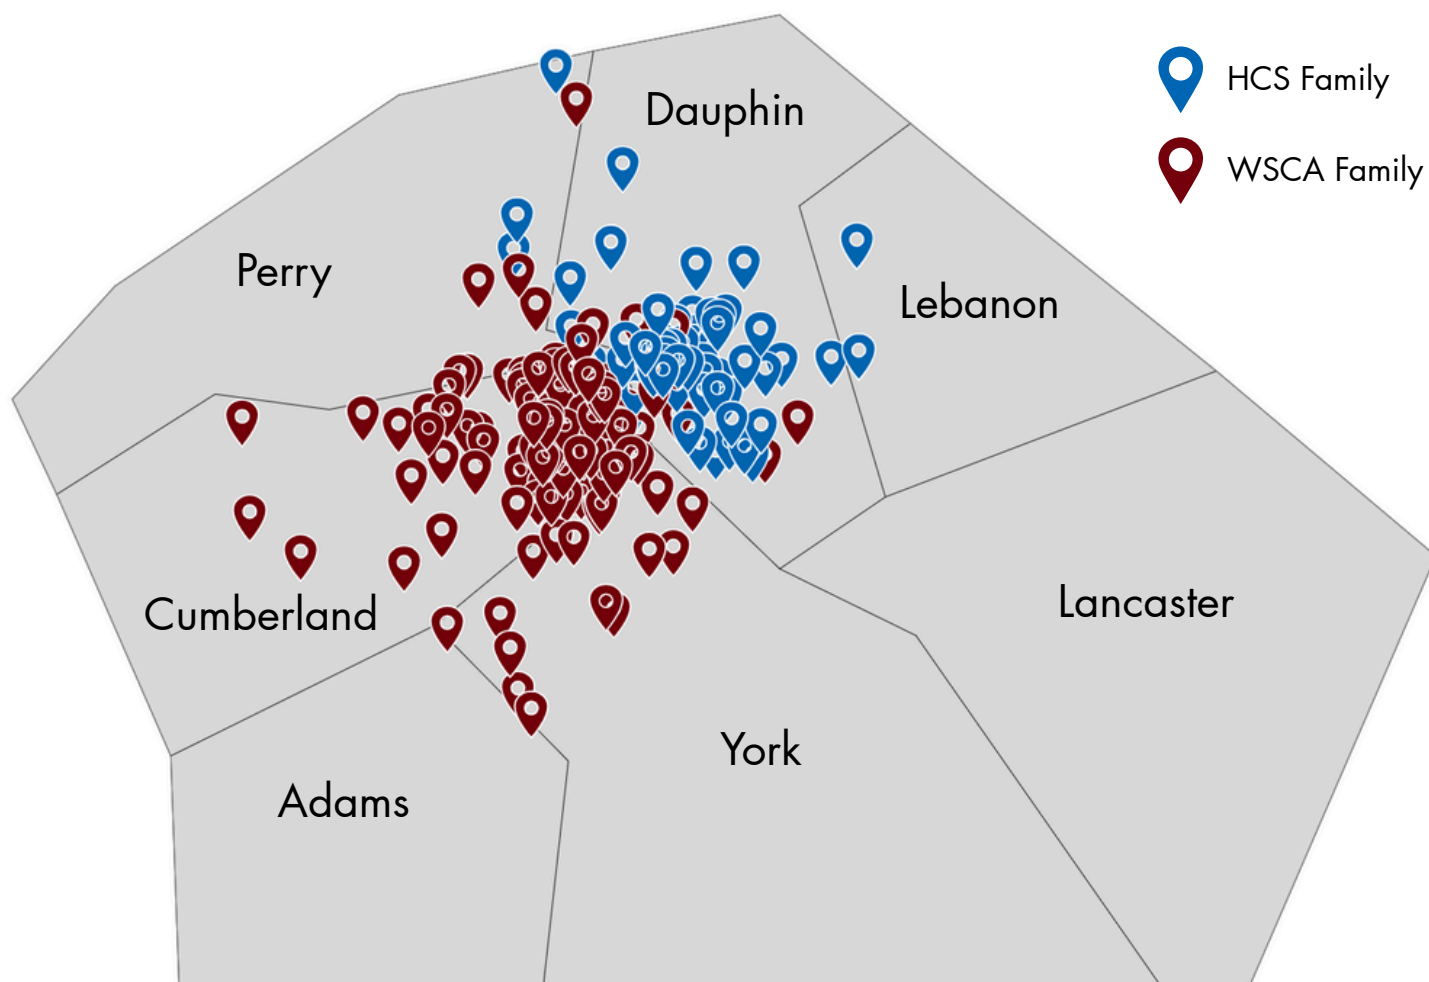 HCS Family
Dauphin
WSCA Family
Perry
Lebanon
Cumberland
Lancaster
York
Adams